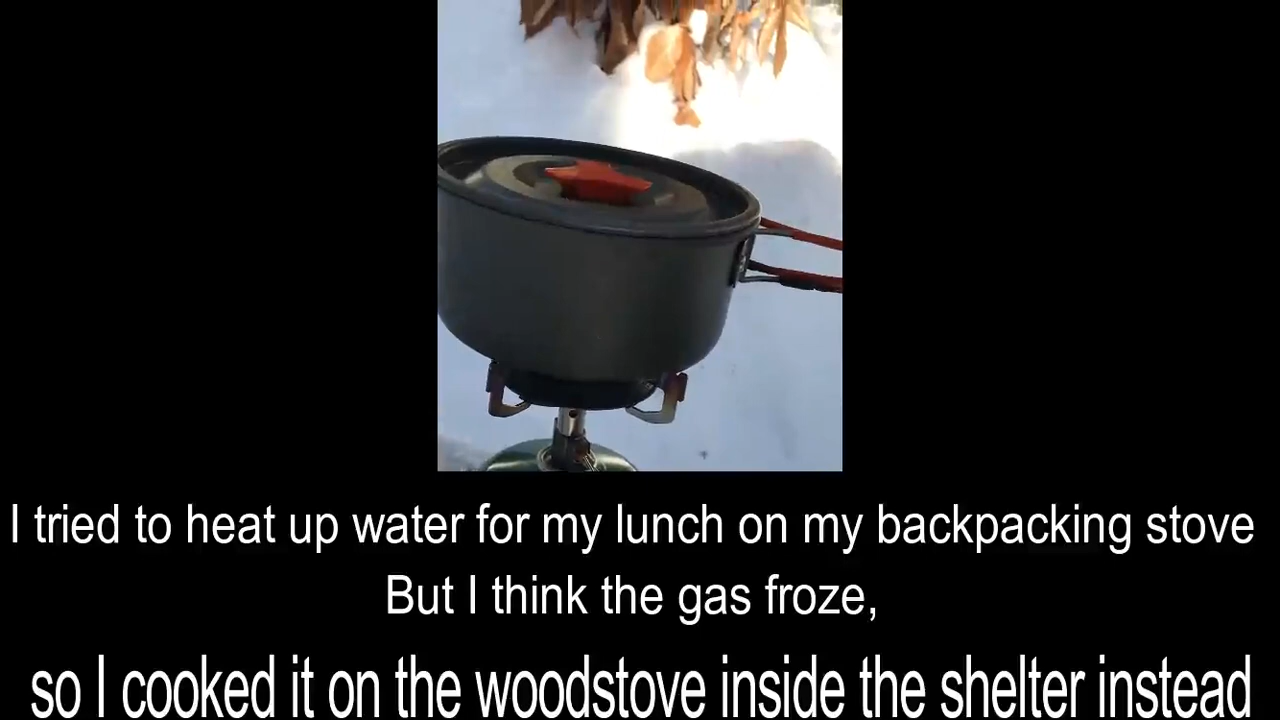 I tried to heat up water for my lunch on my backpacking stove
But I think the gas froze,
so I cooked it on the woodstove inside the shelter instead